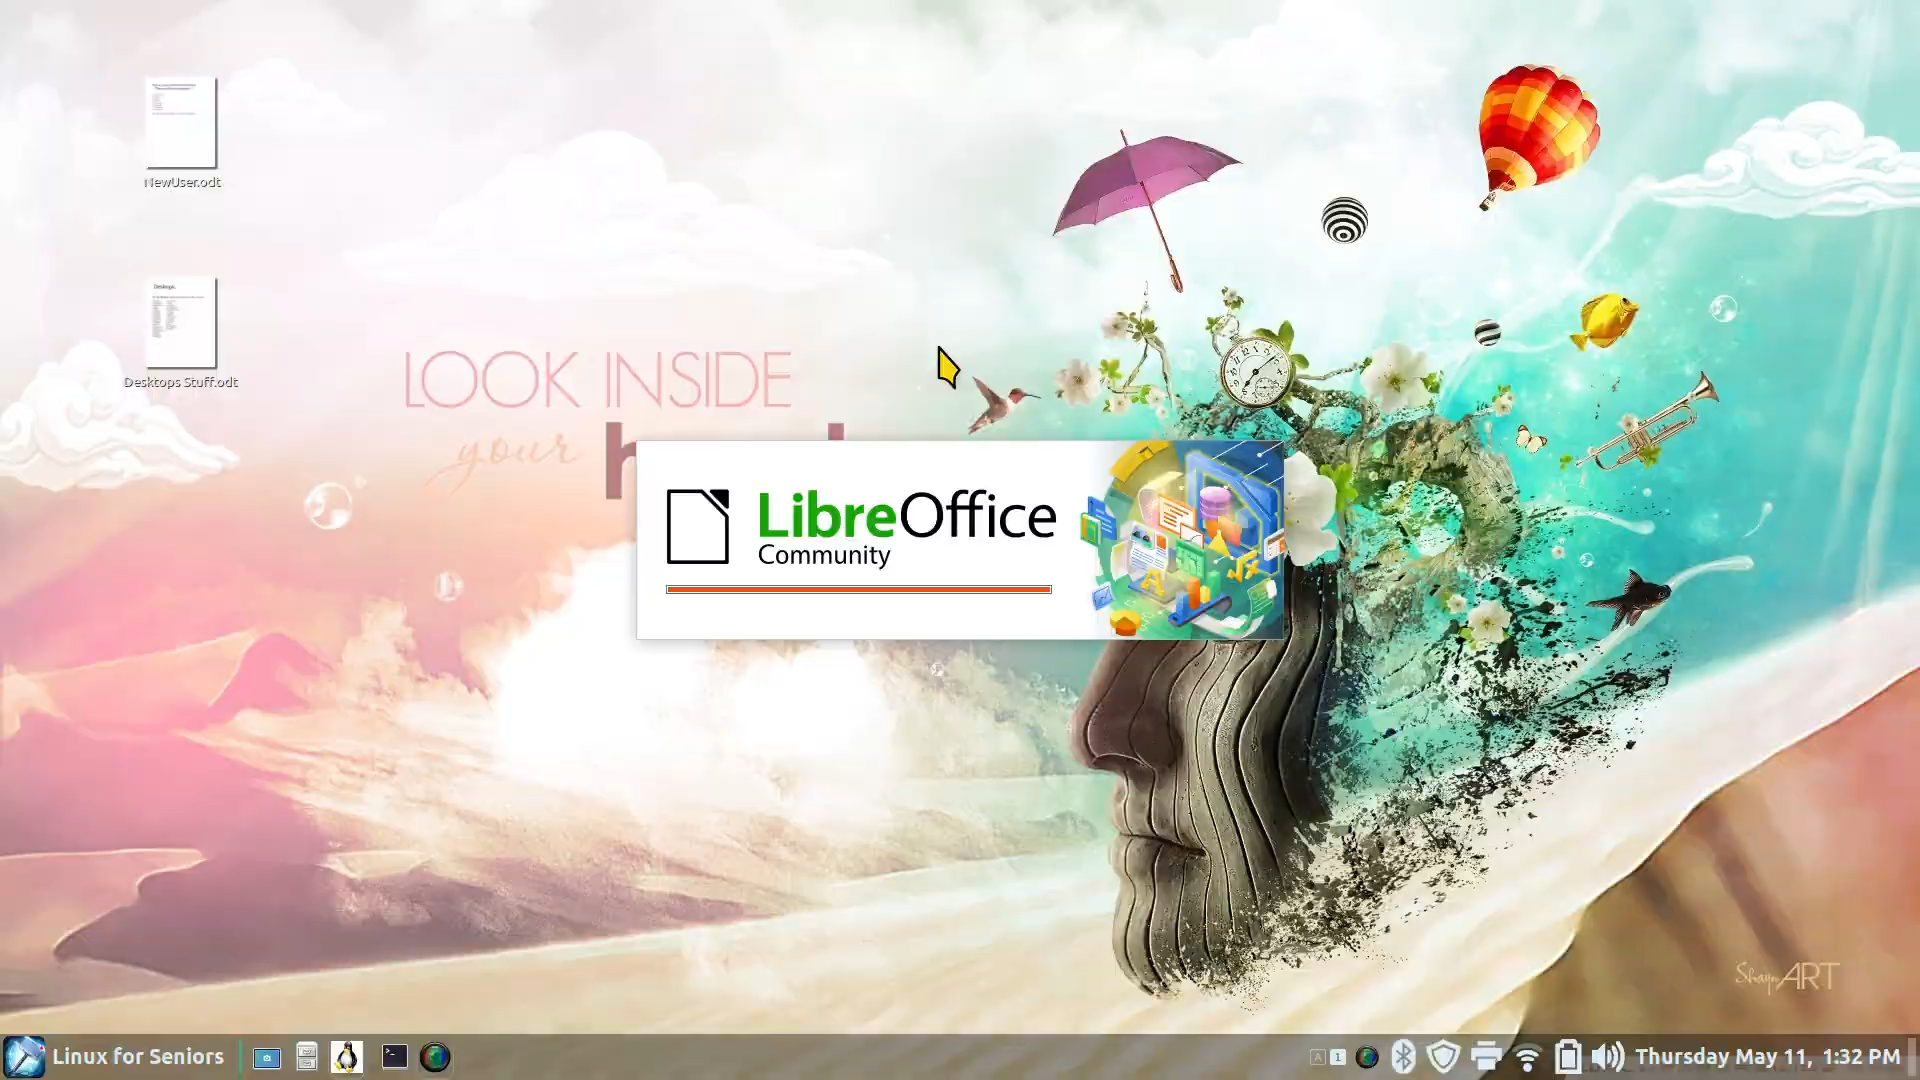 NewUser.odt
Desktops Stuff.odt
LOOK INSIDE
your h
LibreOffice
Community
ShaynART
Linux for Seniors
A 1
Thursday May 11, 1:32 PM